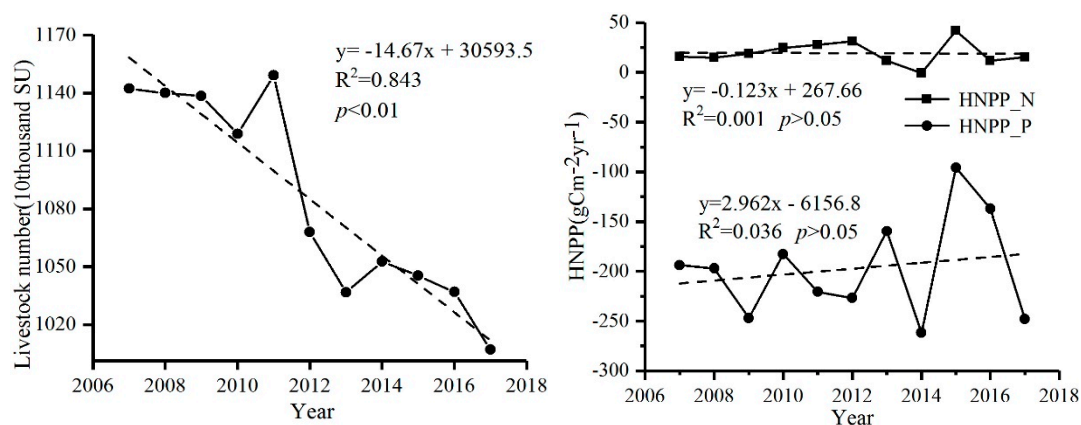 1170
1140
1110
1080
1050
1020
Livestock number(10thousand SU)
y= -14.67x + 30593.5
R²=0.843
p<0.01
2006 2008 2010 2012 2014 2016 2018
Year
50
0
-50
-100
-150
-200
-250
-300
HNPP(gCm-2yr⁻¹)
y= -0.123x + 267.66
R²=0.001 p>0.05
HNPP_N
HNPP_P
y=2.962x - 6156.8
R²=0.036 p>0.05
2006 2008 2010 2012 2014 2016 2018
Year